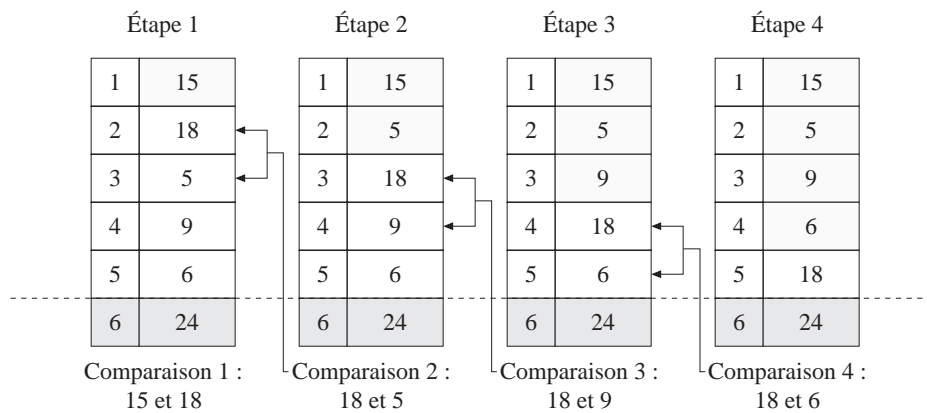 Étape 1 Étape 2 Étape 3 Étape 4
1 15 1 15 1 15 1 15
2 18 2 5 2 5 2 5
3 5 3 18 3 9 3 9
4 9 4 9 4 18 4 6
5 6 5 6 5 6 5 18
6 24 6 24 6 24 6 24
Comparaison 1 : Comparaison 2 : Comparaison 3 : Comparaison 4 :
15 et 18 18 et 5 18 et 9 18 et 6